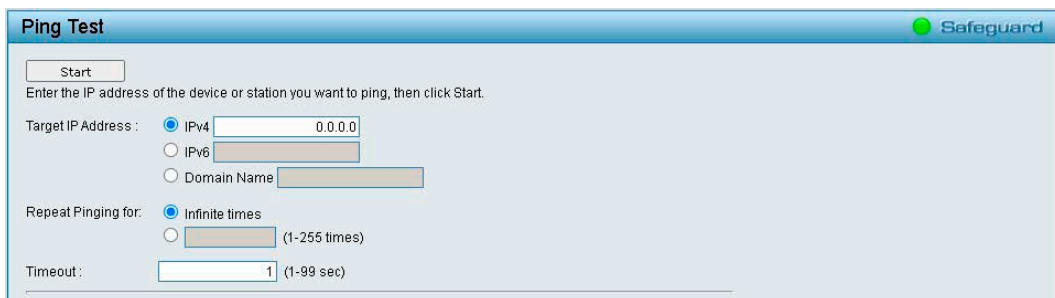 Ping Test
Safeguard
Start
Enter the IP address of the device or station you want to ping, then click Start.
Target IP Address :
IPv4 0.0.0.0
IPv6
Domain Name
Repeat Pinging for:
Infinite times
(1-255 times)
Timeout :
1 (1-99 sec)